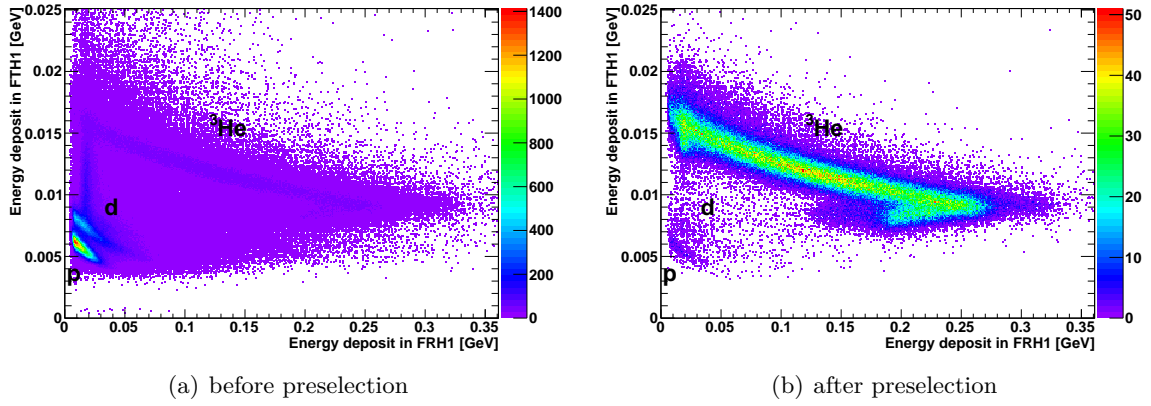 Energy deposit in FTH1 [GeV]
0.025
0.02
0.015
0.01
0.005
0
³He
d
p
0 0.05 0.1 0.15 0.2 0.25 0.3 0.35
Energy deposit in FRH1 [GeV]
1400
1200
1000
800
600
400
200
0
(a) before preselection
Energy deposit in FTH1 [GeV]
0.025
0.02
0.015
0.01
0.005
0
³He
d
p
0 0.05 0.1 0.15 0.2 0.25 0.3 0.35
Energy deposit in FRH1 [GeV]
50
40
30
20
10
0
(b) after preselection